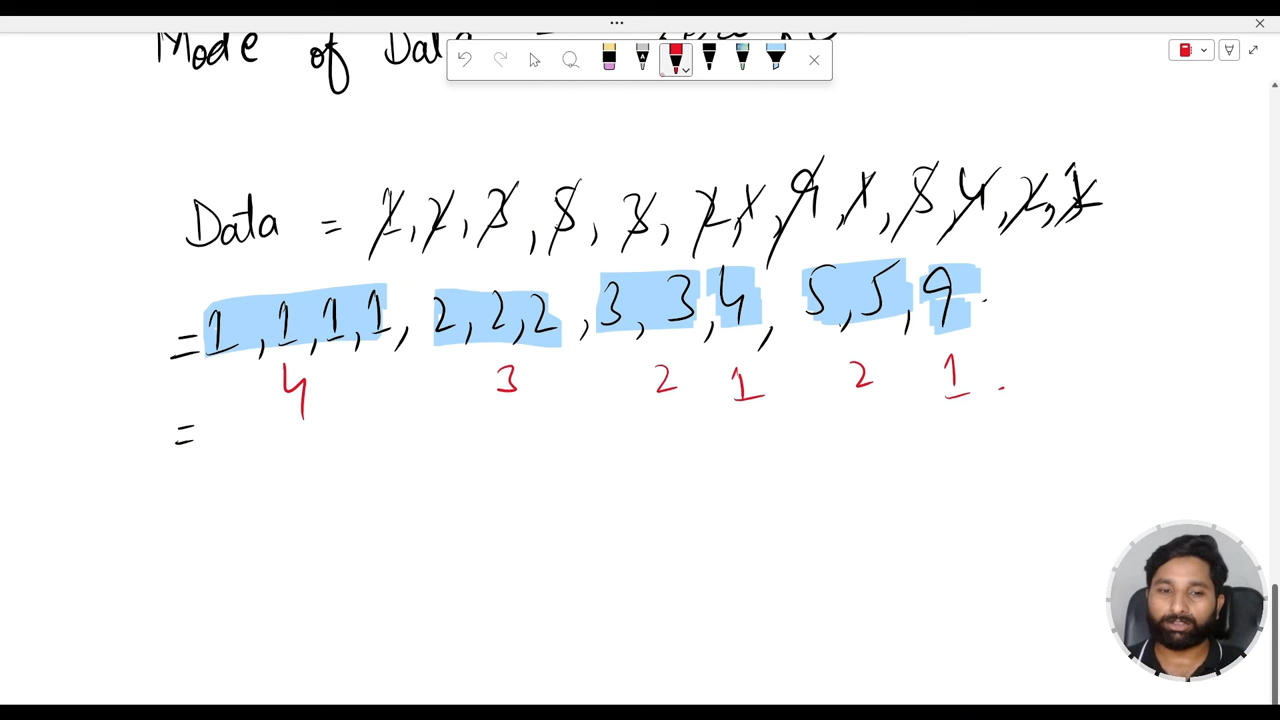 Mode of Data =
Data = 1, 2, 3, 5, 3, 2, 1, 9, 1, 5, 4, 2, 1
= 1, 1, 1, 1, 2, 2, 2, 3, 3, 4, 5, 5, 9.
4 3 2 1 2 1.
=